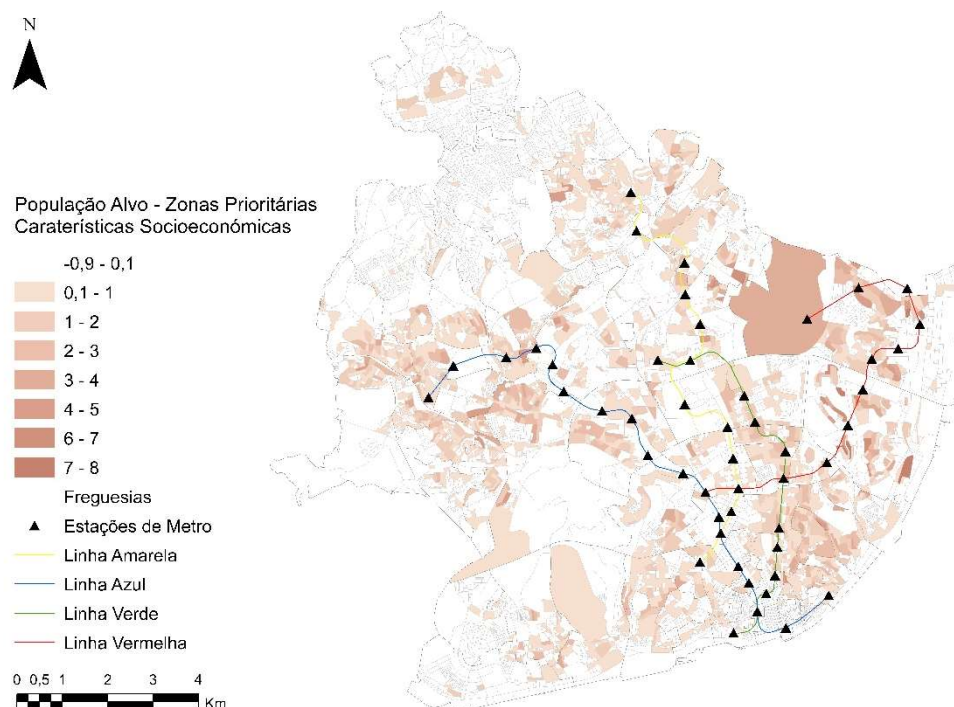 N
População Alvo - Zonas Prioritárias
Caraterísticas Socioeconómicas
-0,9 - 0,1
0,1 - 1
1 - 2
2 - 3
3 - 4
4 - 5
6 - 7
7 - 8
Freguesias
Estações de Metro
Linha Amarela
Linha Azul
Linha Verde
Linha Vermelha
0 0,5 1 2 3 4
Km